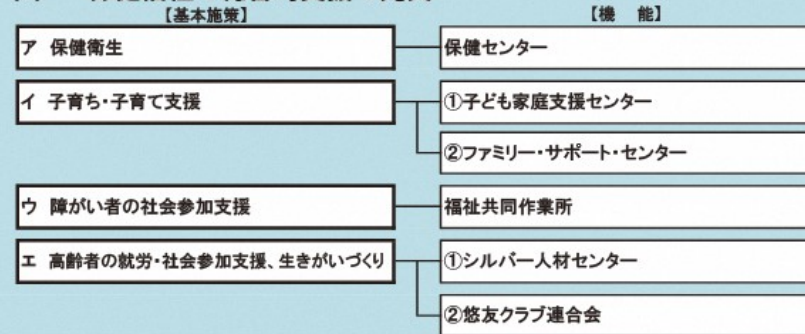 【基本施策】 【機 能】
ア 保健衛生 保健センター
イ 子育ち・子育て支援 ①子ども家庭支援センター
②ファミリー・サポート・センター
ウ 障がい者の社会参加支援 福祉共同作業所
エ 高齢者の就労・社会参加支援、生きがいづくり ①シルバー人材センター
②悠友クラブ連合会